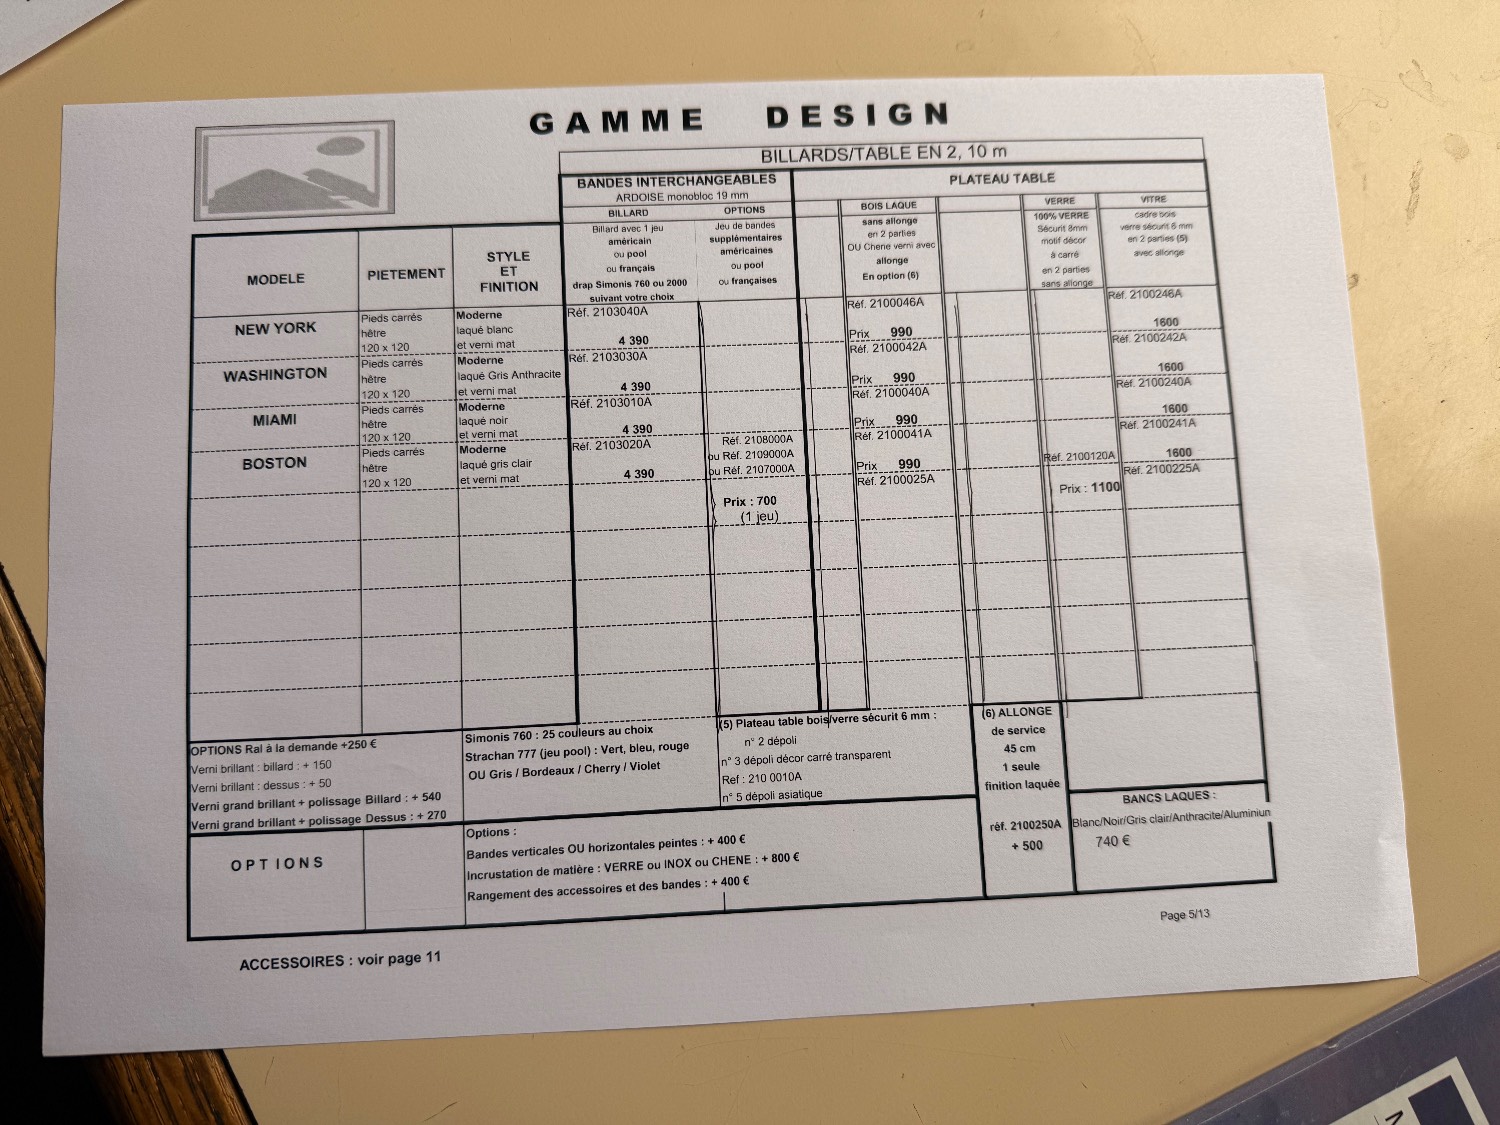 GAMME DESIGN
BILLARDS/TABLE EN 2, 10 m
BANDES INTERCHANGEABLES
ARDOISE monobloc 19 mm
PLATEAU TABLE
MODELE
PIETEMENT
STYLE
ET
FINITION
BILLARD
Billard avec 1 jeu
américain
ou pool
ou français
drap Simonis 760 ou 2000
suivant votre choix
OPTIONS
Jeu de bandes
supplémentaires
américaines
ou pool
ou françaises
BOIS LAQUE
sans allonge
en 2 parties
OU Chene verni avec
allonge
En option (6)
VERRE
100% VERRE
Sécurit 8mm
motif décor
à carré
en 2 parties
sans allonge
VITRE
cadre bois
verre sécurit 6 mm
en 2 parties (5)
avec allonge
NEW YORK
Pieds carrés
hêtre
120 x 120
Moderne
laqué blanc
et verni mat
Réf. 2103040A
4 390
Réf. 2100046A
Prix 990
Réf. 2100246A
1600
WASHINGTON
Pieds carrés
hêtre
120 x 120
Moderne
laqué Gris Anthracite
et verni mat
Réf. 2103030A
4 390
Réf. 2100042A
Prix 990
Réf. 2100242A
1600
MIAMI
Pieds carrés
hêtre
120 x 120
Moderne
laqué noir
et verni mat
Réf. 2103010A
4 390
Réf. 2100040A
Prix 990
Réf. 2100240A
1600
BOSTON
Pieds carrés
hêtre
120 x 120
Moderne
laqué gris clair
et verni mat
Réf. 2103020A
4 390
Réf. 2108000A
ou Réf. 2109000A
ou Réf. 2107000A
Prix : 700
(1 jeu)
Réf. 2100041A
Prix 990
Réf. 2100025A
Réf. 2100120A
Prix : 1100
Réf. 2100241A
1600
Réf. 2100225A
OPTIONS Ral à la demande +250 €
Verni brillant : billard : + 150
Verni brillant : dessus : + 50
Verni grand brillant + polissage Billard : + 540
Verni grand brillant + polissage Dessus : + 270
Simonis 760 : 25 couleurs au choix
Strachan 777 (jeu pool) : Vert, bleu, rouge
OU Gris / Bordeaux / Cherry / Violet
(5) Plateau table bois/verre sécurit 6 mm :
n° 2 dépoli
n° 3 dépoli décor carré transparent
Ref : 210 0010A
n° 5 dépoli asiatique
(6) ALLONGE
de service
45 cm
1 seule
finition laquée
réf. 2100250A
+ 500
BANCS LAQUES :
Blanc/Noir/Gris clair/Anthracite/Aluminiun
740 €
OPTIONS
Options :
Bandes verticales OU horizontales peintes : + 400 €
Incrustation de matière : VERRE ou INOX ou CHENE : + 800 €
Rangement des accessoires et des bandes : + 400 €
Page 5/13
ACCESSOIRES : voir page 11